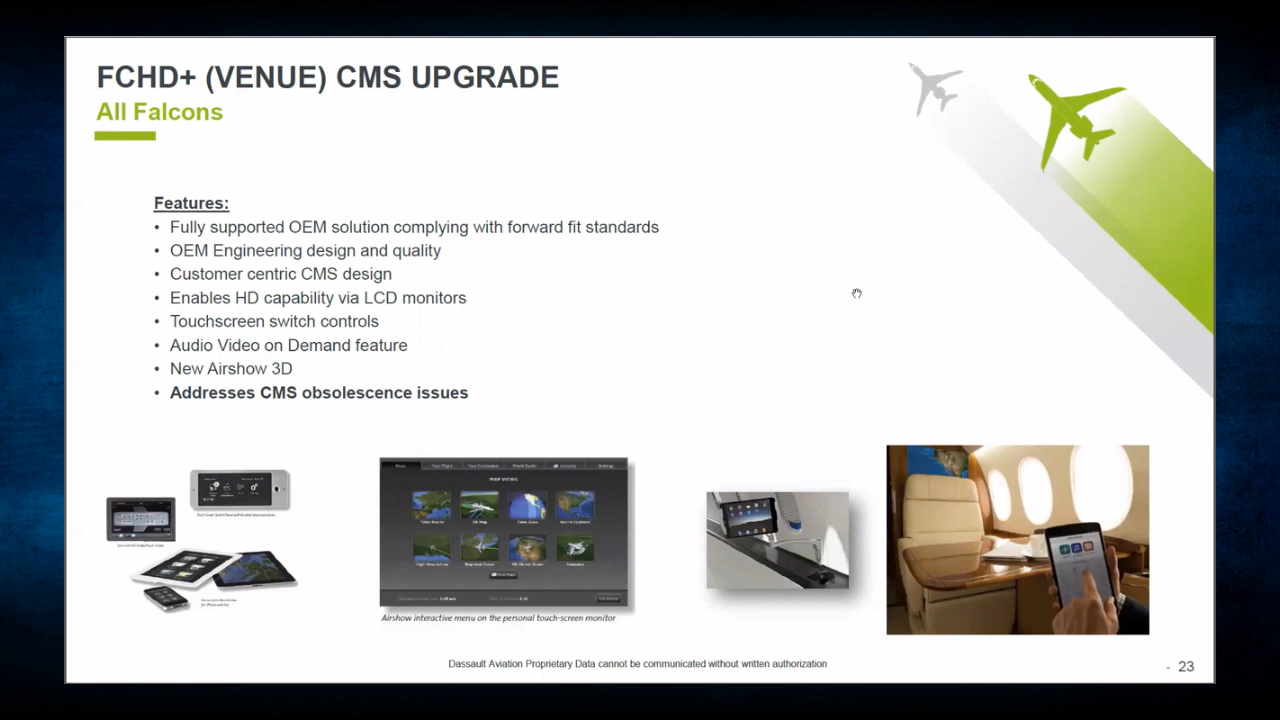 FCHD+ (VENUE) CMS UPGRADE
All Falcons
Features:
• Fully supported OEM solution complying with forward fit standards
• OEM Engineering design and quality
• Customer centric CMS design
• Enables HD capability via LCD monitors
• Touchscreen switch controls
• Audio Video on Demand feature
• New Airshow 3D
• Addresses CMS obsolescence issues
MAP VIEWS
Airshow interactive menu on the personal touch-screen monitor
Dassault Aviation Proprietary Data cannot be communicated without written authorization
- 23